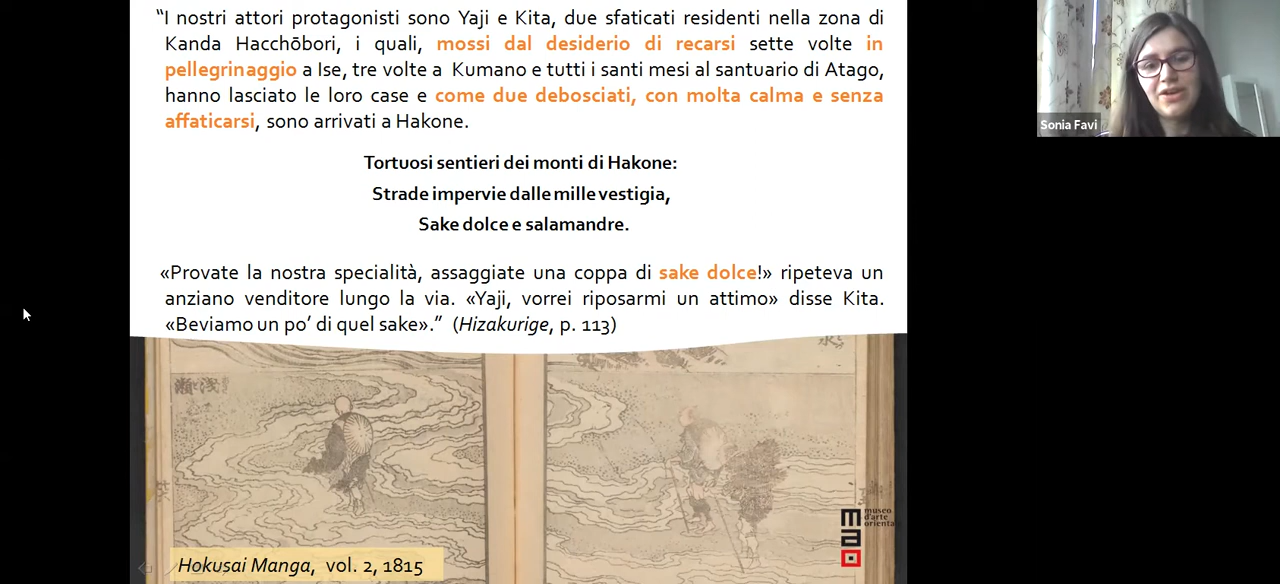 “I nostri attori protagonisti sono Yaji e Kita, due sfaticati residenti nella zona di
Kanda Hacchōbori, i quali, mossi dal desiderio di recarsi sette volte in
pellegrinaggio a Ise, tre volte a Kumano e tutti i santi mesi al santuario di Atago,
hanno lasciato le loro case e come due debosciati, con molta calma e senza
affaticarsi, sono arrivati a Hakone.
Tortuosi sentieri dei monti di Hakone:
Strade impervie dalle mille vestigia,
Sake dolce e salamandre.
«Provate la nostra specialità, assaggiate una coppa di sake dolce!» ripeteva un
anziano venditore lungo la via. «Yaji, vorrei riposarmi un attimo» disse Kita.
«Beviamo un po’ di quel sake».” (Hizakurige, p. 113)
Hokusai Manga, vol. 2, 1815
mao
museo
d'arte
orientale
Sonia Favi